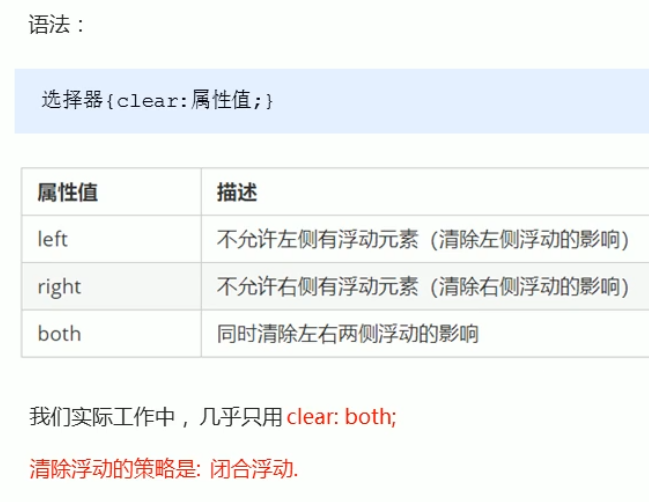 语法：
选择器{clear:属性值;}
属性值 描述
left 不允许左侧有浮动元素（清除左侧浮动的影响）
right 不允许右侧有浮动元素（清除右侧浮动的影响）
both 同时清除左右两侧浮动的影响
我们实际工作中，几乎只用 clear: both;
清除浮动的策略是: 闭合浮动.